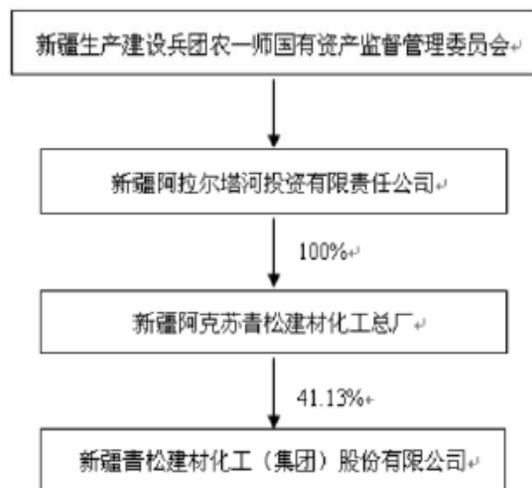 新疆生产建设兵团农一师国有资产监督管理委员会
新疆阿拉尔塔河投资有限责任公司
100%
新疆阿克苏青松建材化工总厂
41.13%
新疆青松建材化工（集团）股份有限公司